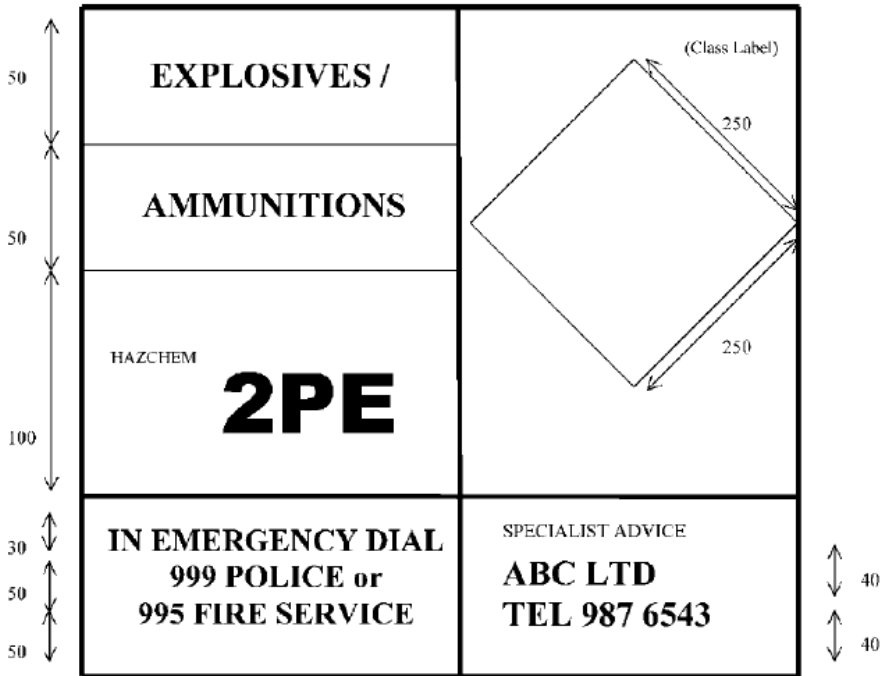 50
EXPLOSIVES /
(Class Label)
250
50
AMMUNITIONS
250
HAZCHEM
2PE
100
30
IN EMERGENCY DIAL
999 POLICE or
995 FIRE SERVICE
50
50
SPECIALIST ADVICE
ABC LTD
TEL 987 6543
40
40